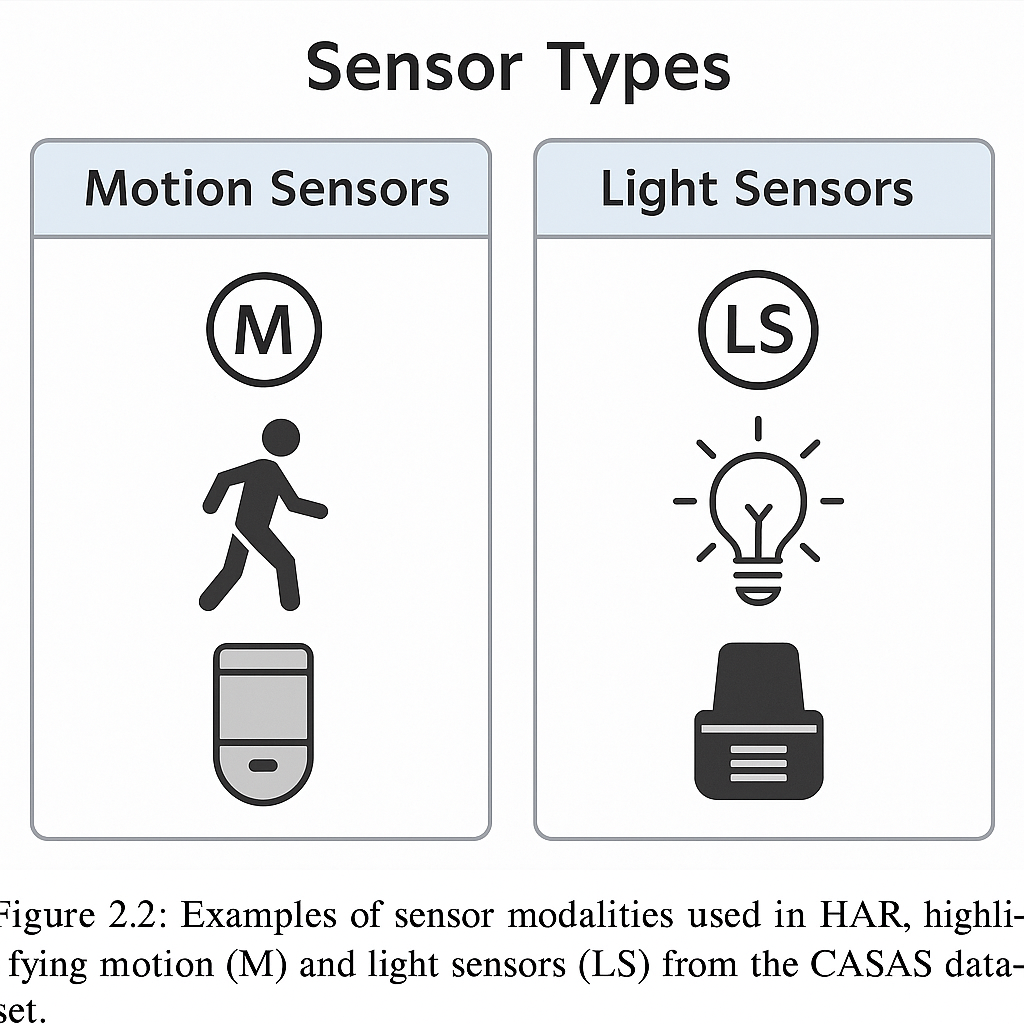 Sensor Types
Motion Sensors
M
Light Sensors
LS
Figure 2.2: Examples of sensor modalities used in HAR, highli-
fying motion (M) and light sensors (LS) from the CASAS data-
set.